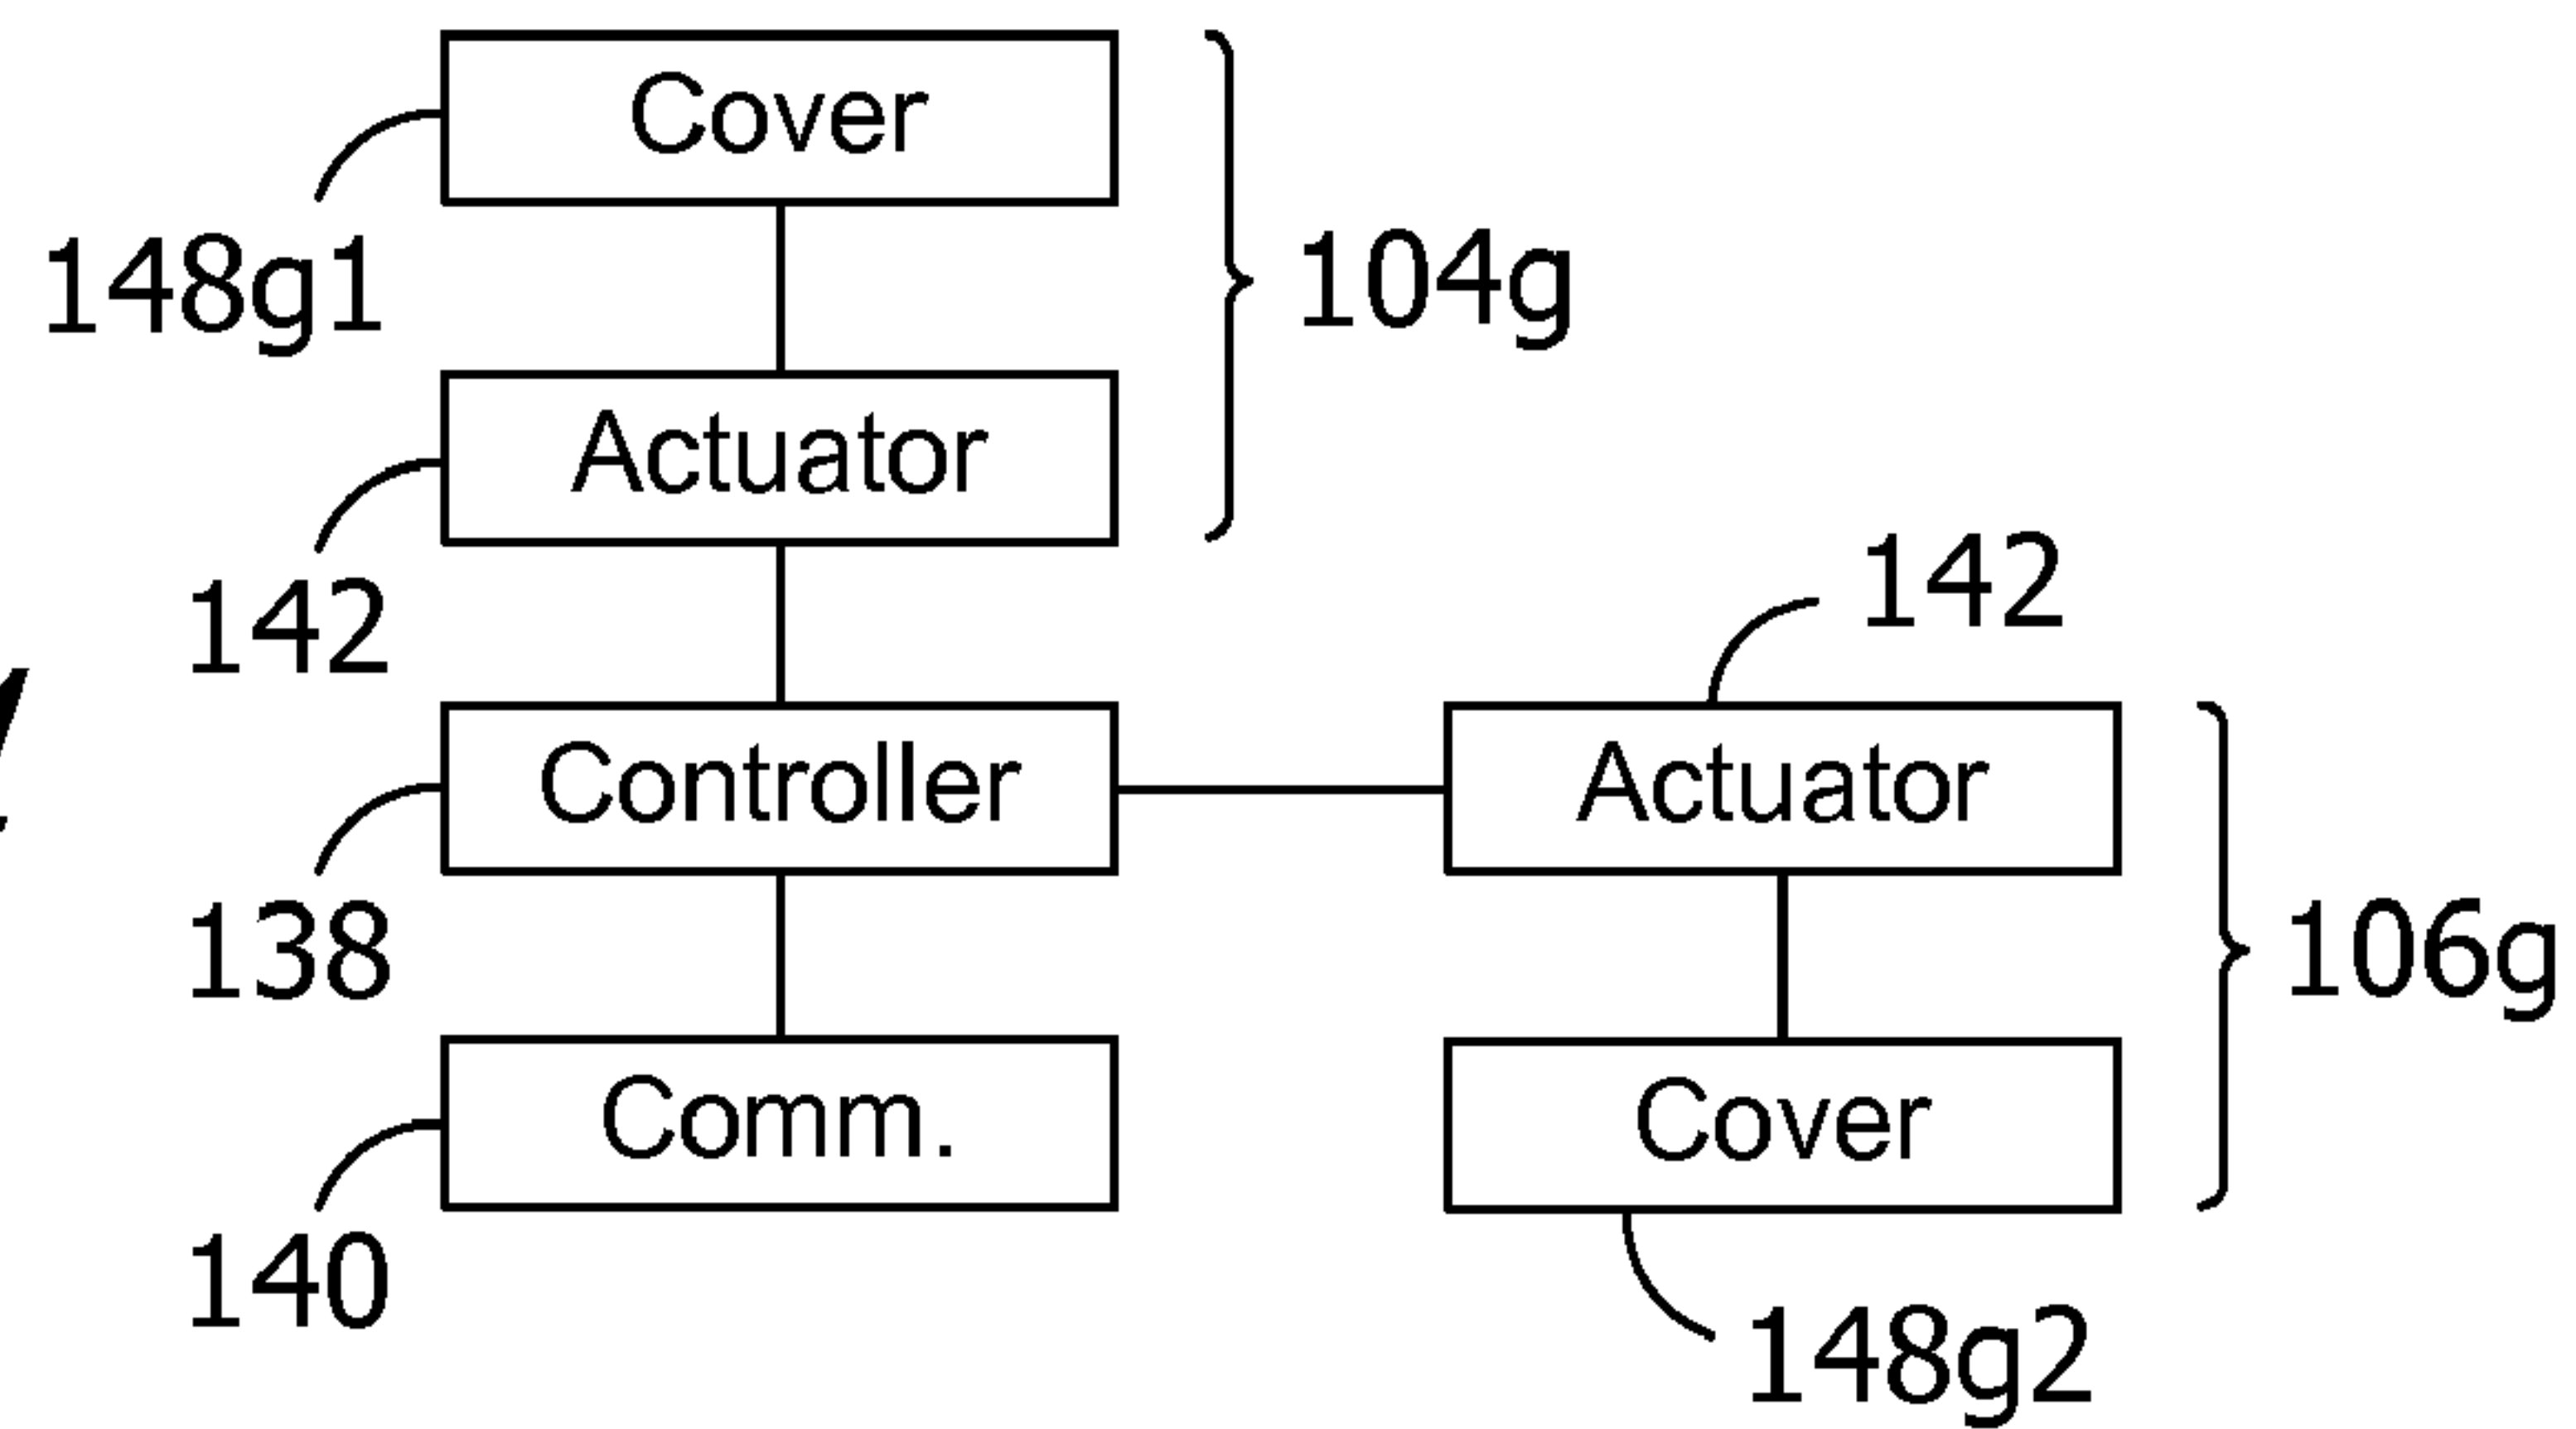 Cover
148g1
104g
Actuator
142
142
Controller
Actuator
138
106g
Comm.
Cover
140
148g2